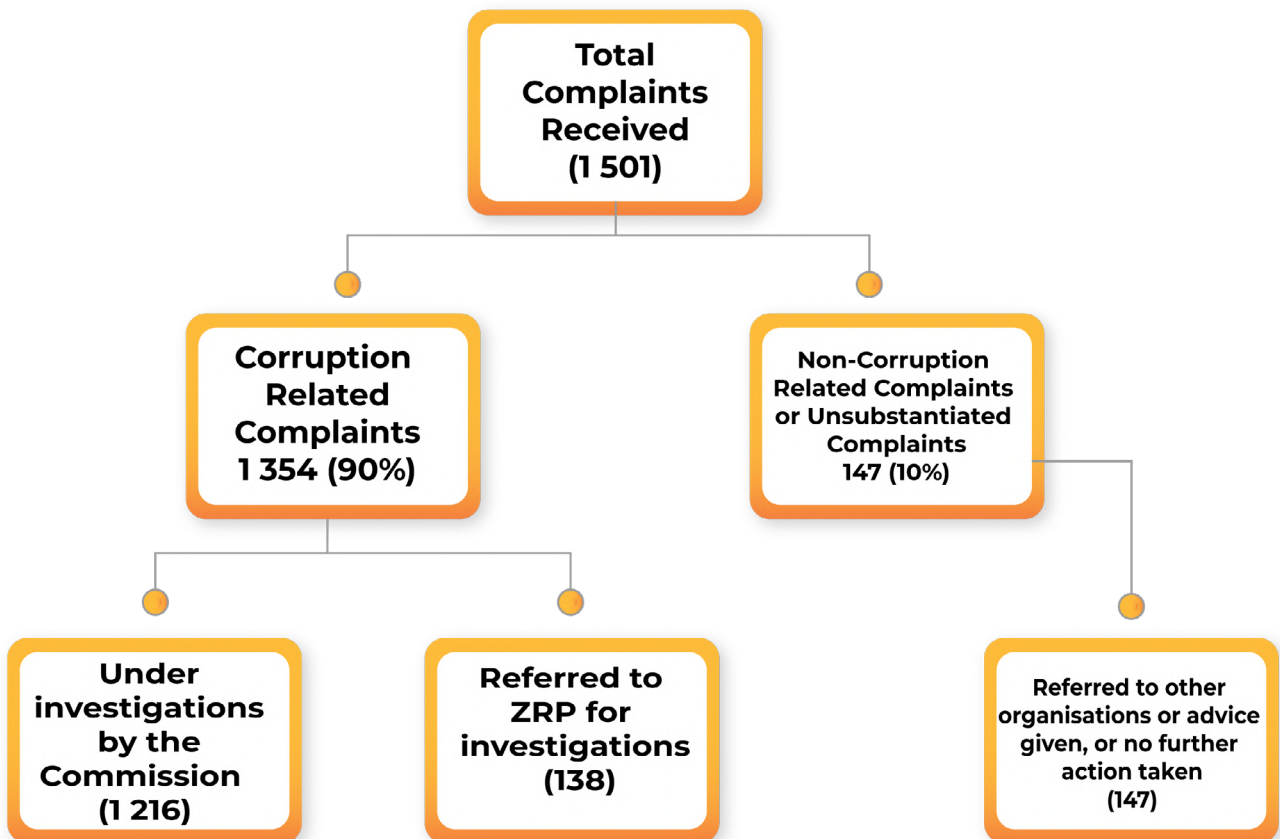 Total
Complaints
Received
(1 501)
Corruption
Related
Complaints
1 354 (90%)
Non-Corruption
Related Complaints
or Unsubstantiated
Complaints
147 (10%)
Under
investigations
by the
Commission
(1 216)
Referred to
ZRP for
investigations
(138)
Referred to other
organisations or advice
given, or no further
action taken
(147)